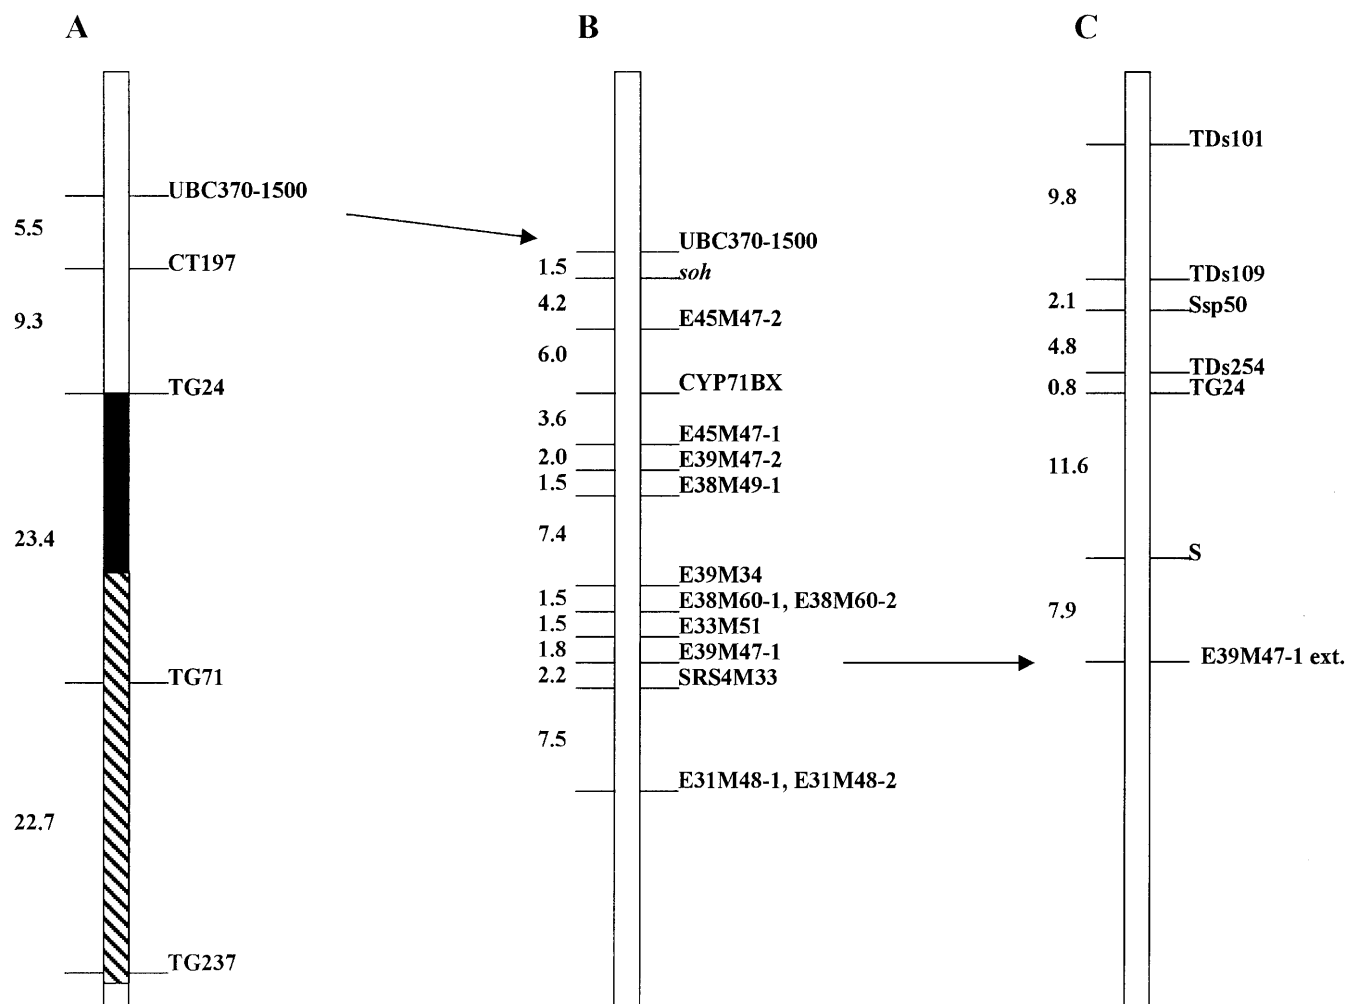 A
B
C
UBC370-1500
5.5
CT197
9.3
TG24
23.4
TG71
22.7
TG237
UBC370-1500
1.5
soh
4.2
E45M47-2
6.0
CYP71BX
3.6
E45M47-1
2.0
E39M47-2
1.5
E38M49-1
7.4
E39M34
1.5
E38M60-1, E38M60-2
1.5
E33M51
1.8
E39M47-1
2.2
SRS4M33
7.5
E31M48-1, E31M48-2
TDs101
9.8
TDs109
2.1
Ssp50
4.8
TDs254
0.8
TG24
11.6
S
7.9
E39M47-1 ext.